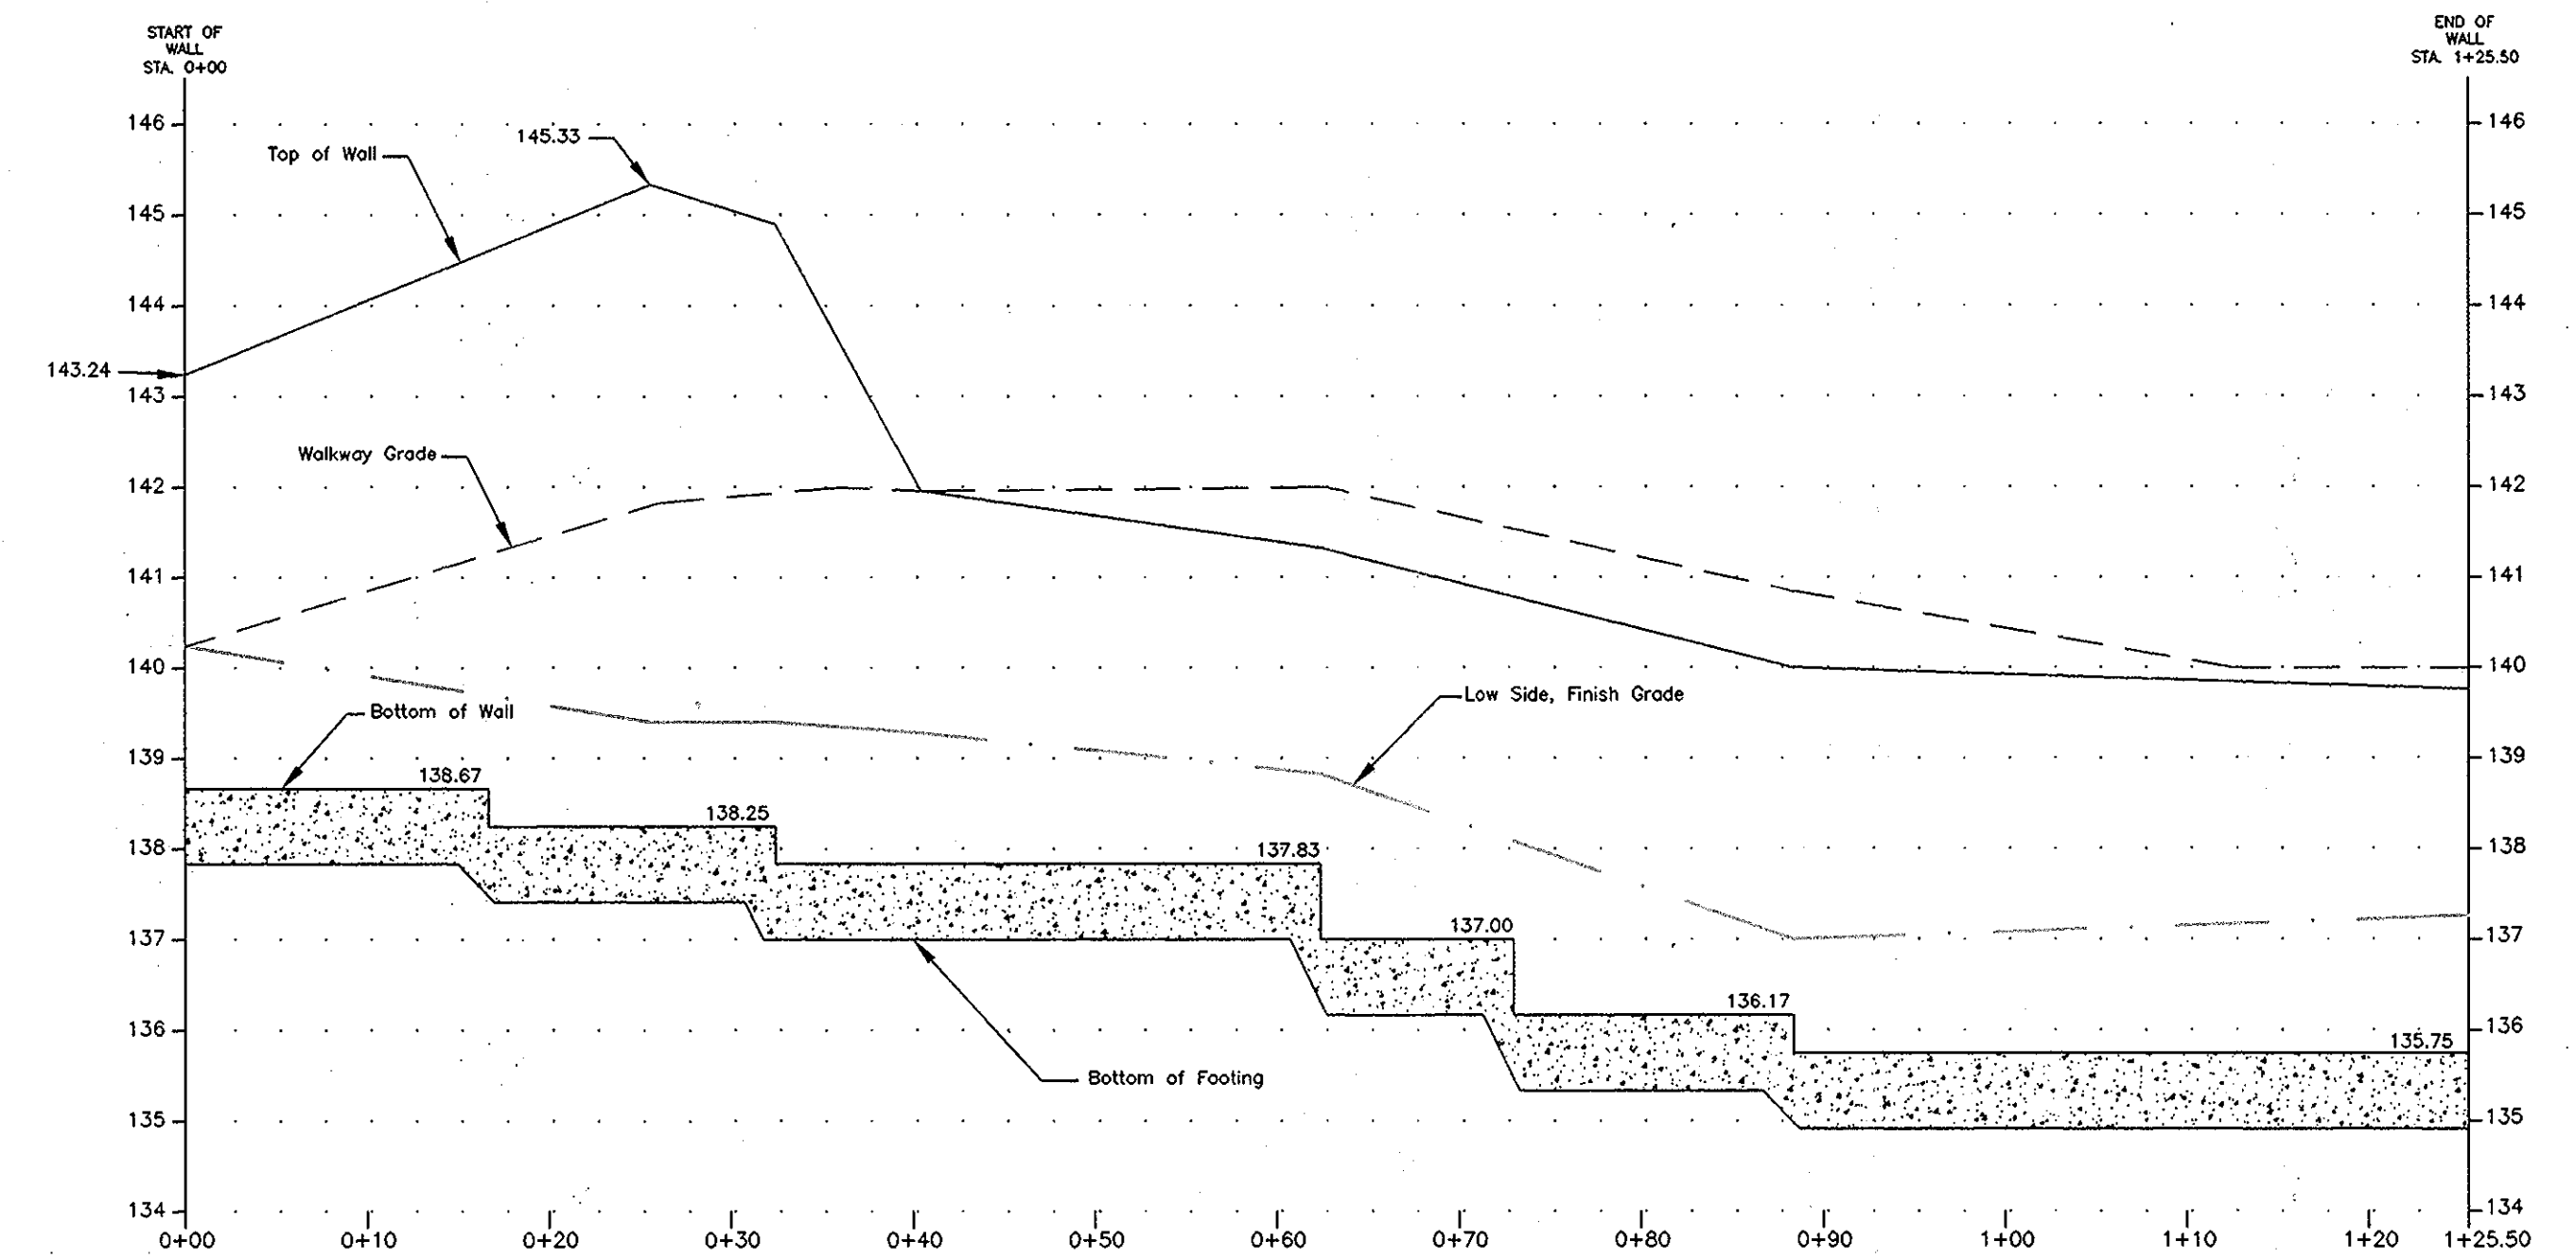 START OF
WALL
STA. 0+00
END OF
WALL
STA. 1+25.50
146
145.33
146
Top of Wall
145
145
144
144
143.24
143
143
Walkway Grade
142
142
141
141
140
140
Low Side, Finish Grade
Bottom of Wall
139
139
138.67
138.25
138
137.83
138
137
137.00
137
136.17
136
136
135.75
Bottom of Footing
135
135
134
134
0+00 0+10 0+20 0+30 0+40 0+50 0+60 0+70 0+80 0+90 1+00 1+10 1+20 1+25.50